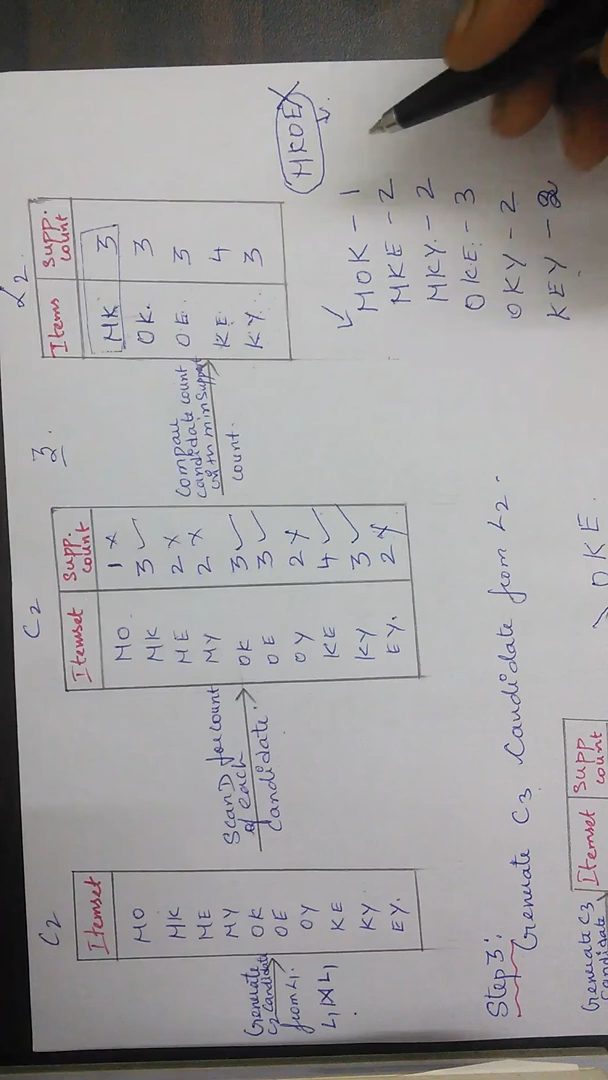 C2
Itemset
MO
MK
ME
MY
OK
OE
OY
KE
KY
EY.
Generate
C2 Candidate
from L1.
L1 ⋈ L1
C2
Itemset Supp. count
MO 1 ×
MK 3 ✓
ME 2 ×
MY 2 ×
OK 3 ✓
OE 3 ✓
OY 2 ×
KE 4 ✓
KY 3 ✓
EY. 2 ×
Scan D for count
of each
Candidate.
3.
L2.
Items Supp. count
MK 3
OK. 3
OE. 3
KE. 4
KY. 3
candidate count
with min support
count.
MKOEX
MOK - 1
MKE - 2
MKY - 2
OKE - 3
OKY - 2
KEY - 2
Step 3:
Generate C3 Candidate from L2.
Generate C3
Candidate
Itemset Supp. count
OKE.